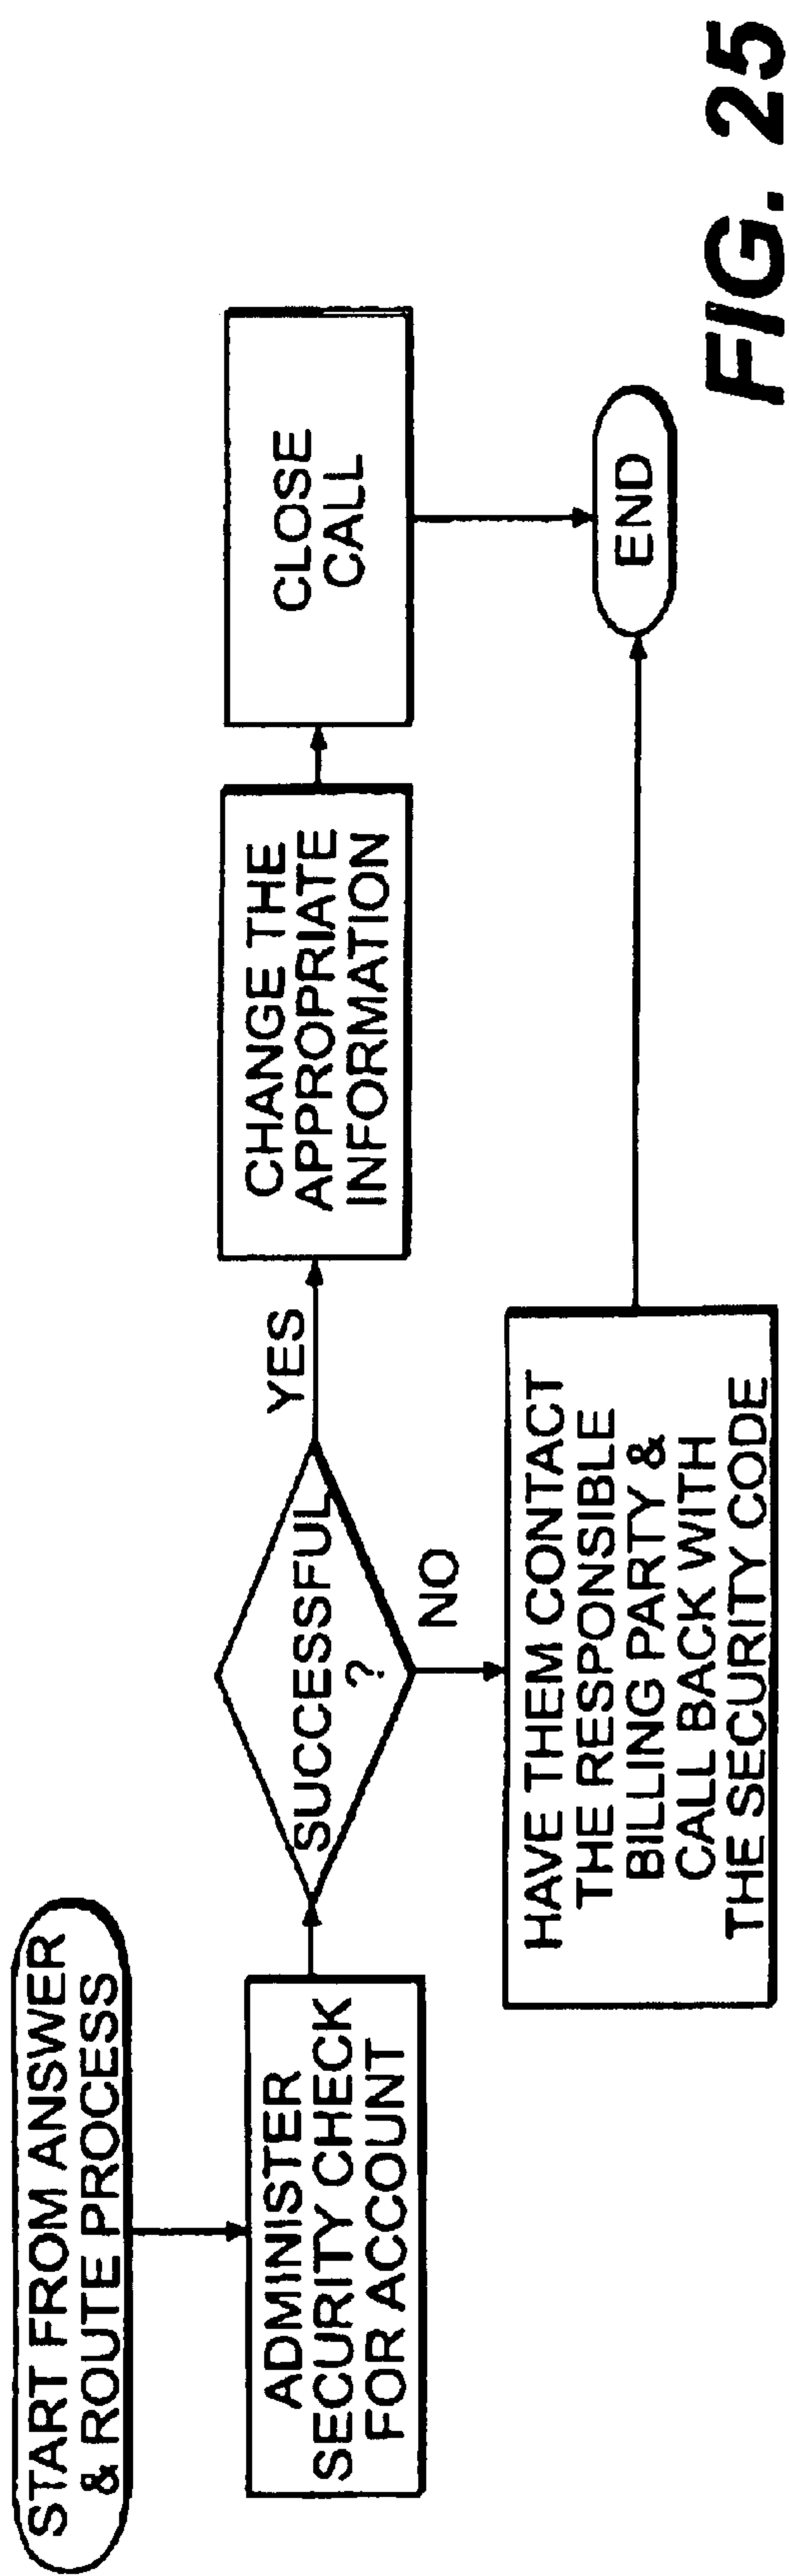 START FROM ANSWER
& ROUTE PROCESS
ADMINISTER
SECURITY CHECK
FOR ACCOUNT
SUCCESSFUL
?
YES
NO
CHANGE THE
APPROPRIATE
INFORMATION
CLOSE
CALL
HAVE THEM CONTACT
THE RESPONSIBLE
BILLING PARTY &
CALL BACK WITH
THE SECURITY CODE
END
FIG. 25